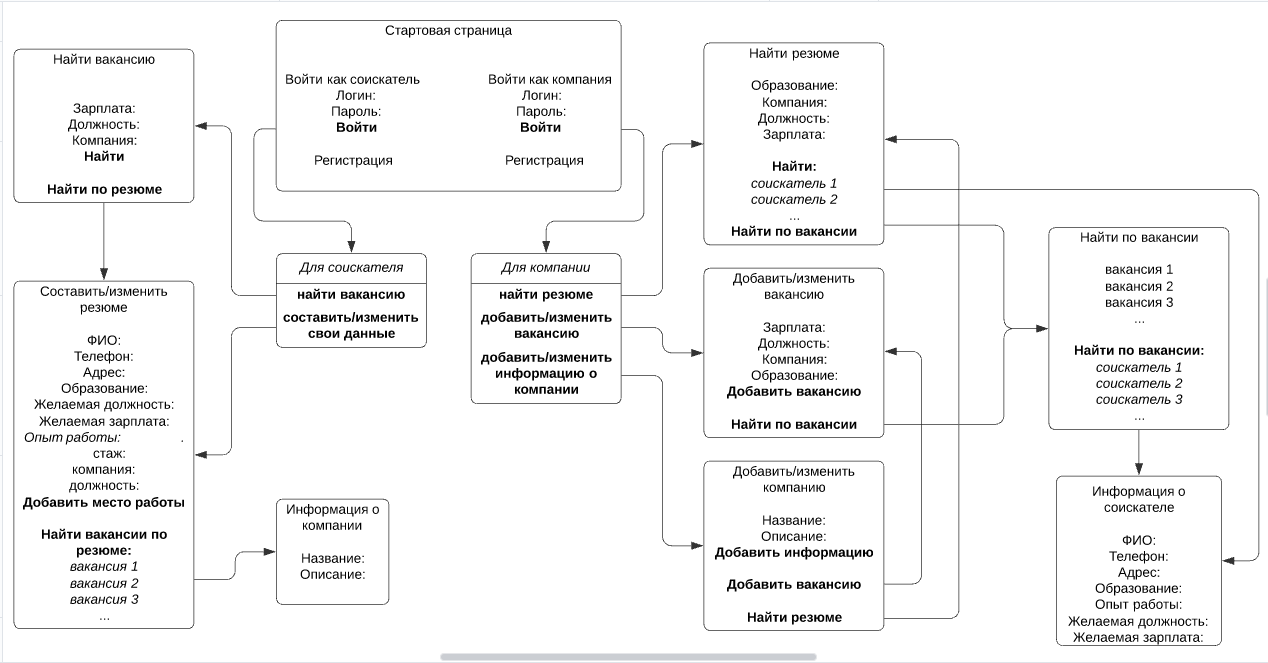 Стартовая страница
Войти как соискатель
Логин:
Пароль:
Войти
Регистрация
Войти как компания
Логин:
Пароль:
Войти
Регистрация
Найти вакансию
Зарплата:
Должность:
Компания:
Найти
Найти по резюме
Составить/изменить
резюме
ФИО:
Телефон:
Адрес:
Образование:
Желаемая должность:
Желаемая зарплата:
Опыт работы: .
стаж:
компания:
должность:
Добавить место работы
Найти вакансии по
резюме:
вакансия 1
вакансия 2
вакансия 3
...
Для соискателя
найти вакансию
составить/изменить
свои данные
Информация о
компании
Название:
Описание:
Для компании
найти резюме
добавить/изменить
вакансию
добавить/изменить
информацию о
компании
Найти резюме
Образование:
Компания:
Должность:
Зарплата:
Найти:
соискатель 1
соискатель 2
...
Найти по вакансии
Добавить/изменить
вакансию
Зарплата:
Должность:
Компания:
Образование:
Добавить вакансию
Найти по вакансии
Добавить/изменить
компанию
Название:
Описание:
Добавить информацию
Добавить вакансию
Найти резюме
Найти по вакансии
вакансия 1
вакансия 2
вакансия 3
...
Найти по вакансии:
соискатель 1
соискатель 2
соискатель 3
...
Информация о
соискателе
ФИО:
Телефон:
Адрес:
Образование:
Опыт работы:
Желаемая должность:
Желаемая зарплата: